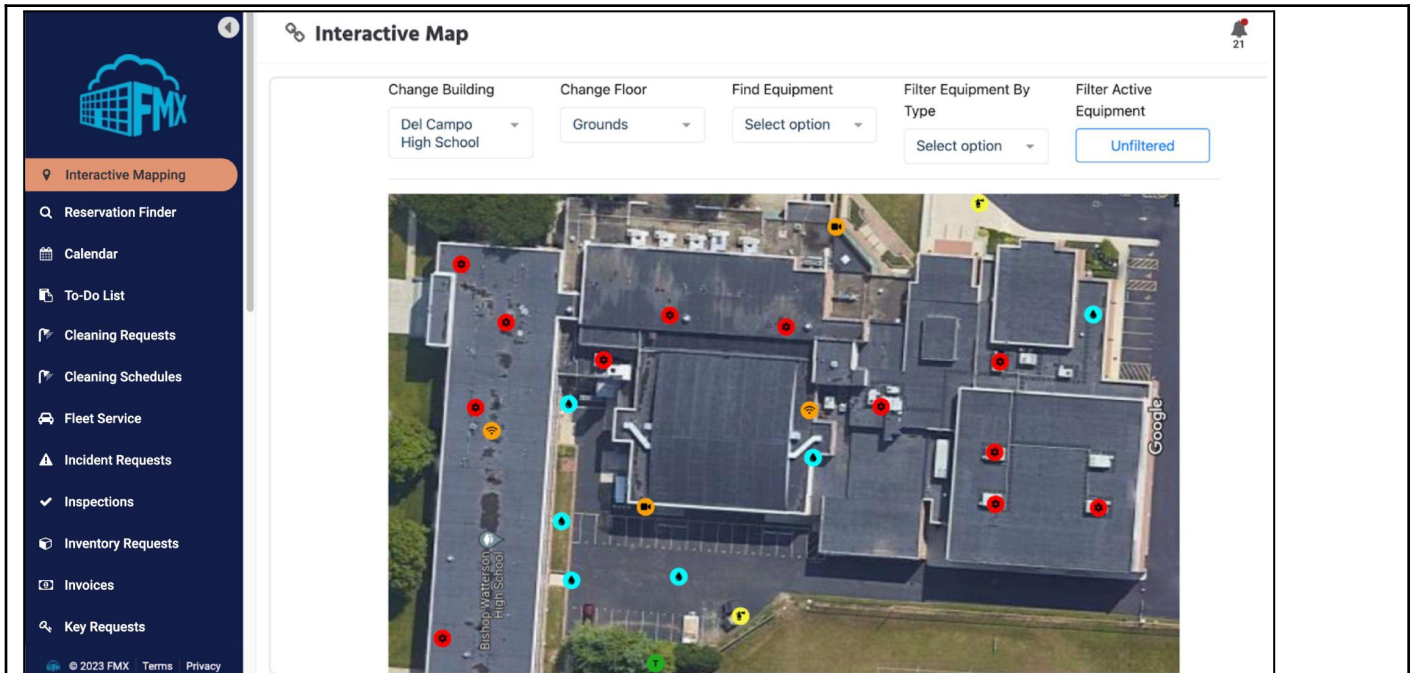 FMX
Interactive Mapping
Reservation Finder
Calendar
To-Do List
Cleaning Requests
Cleaning Schedules
Fleet Service
Incident Requests
Inspections
Inventory Requests
Invoices
Key Requests
© 2023 FMX Terms Privacy
Interactive Map
21
Change Building
Del Campo
High School
Change Floor
Grounds
Find Equipment
Select option
Filter Equipment By
Type
Select option
Filter Active
Equipment
Unfiltered
Google
Bishop Watterson
High School
T